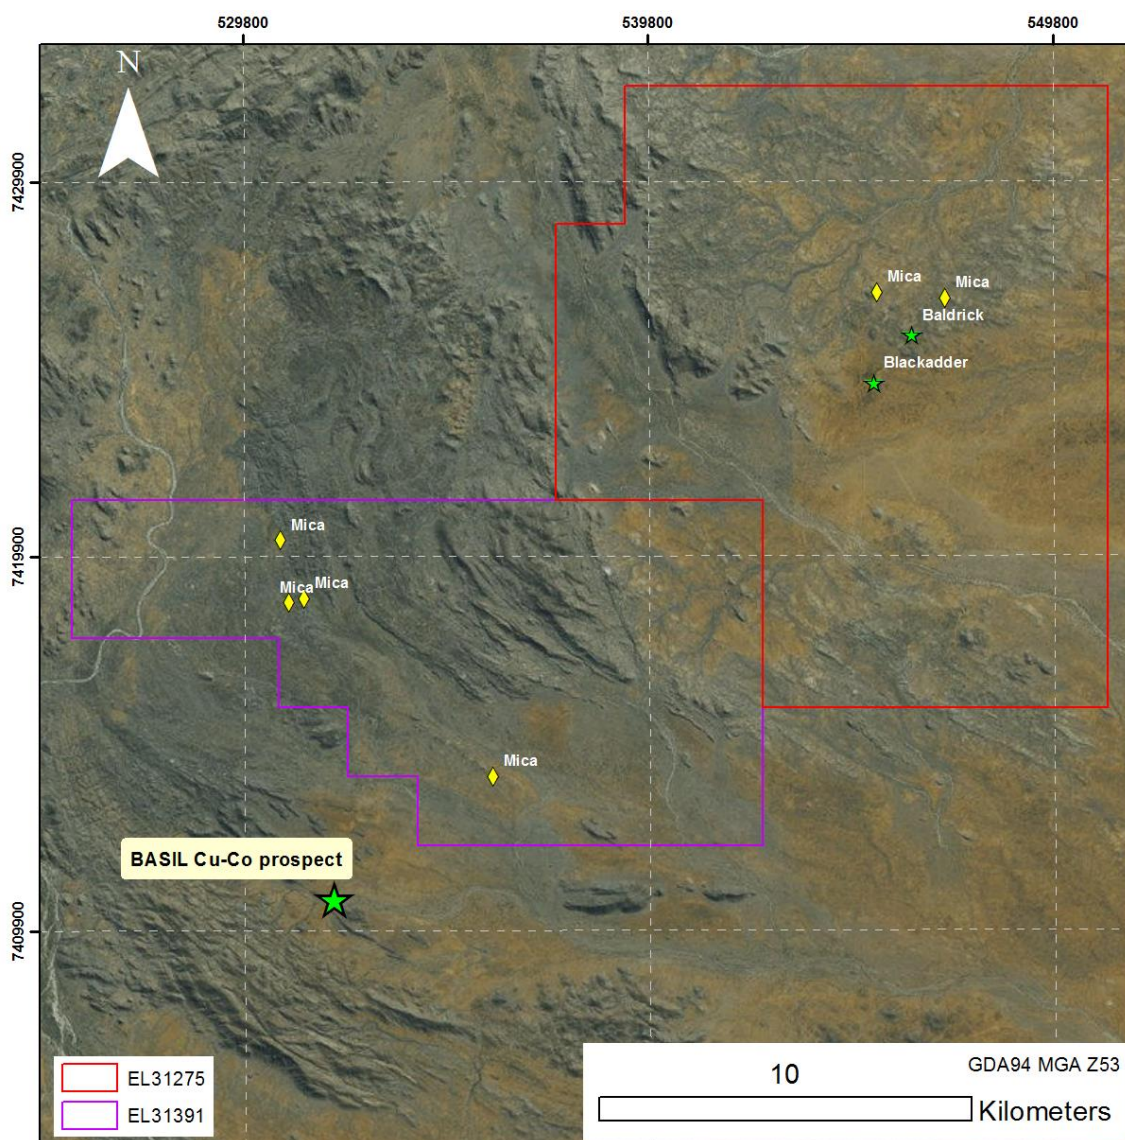 529800
539800
549800
N
7429900
Mica
Mica
Baldrick
Blackadder
7419900
Mica
Mica
Mica
Mica
BASIL Cu-Co prospect
7409900
EL31275
EL31391
10
GDA94 MGA Z53
Kilometers